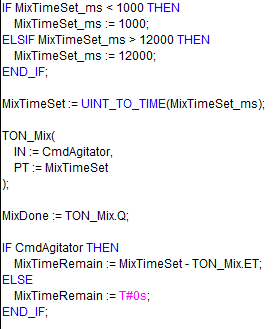 IF MixTimeSet_ms < 1000 THEN
MixTimeSet_ms := 1000;
ELSIF MixTimeSet_ms > 12000 THEN
MixTimeSet_ms := 12000;
END_IF;
MixTimeSet := UINT_TO_TIME(MixTimeSet_ms);
TON_Mix(
IN := CmdAgitator,
PT := MixTimeSet
);
MixDone := TON_Mix.Q;
IF CmdAgitator THEN
MixTimeRemain := MixTimeSet - TON_Mix.ET;
ELSE
MixTimeRemain := T#0s;
END_IF;